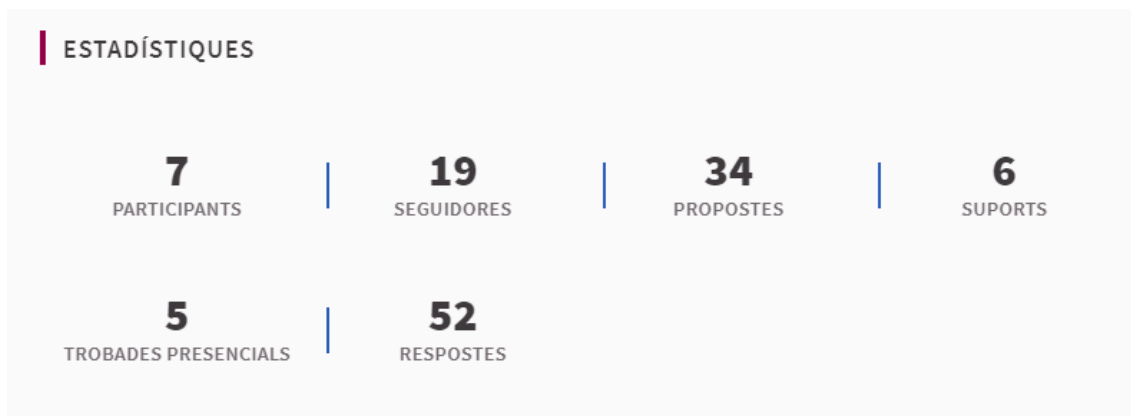 ESTADÍSTIQUES
7
PARTICIPANTS
19
SEGUIDORES
34
PROPOSTES
6
SUPORTS
5
TROBADES PRESENCIALS
52
RESPOSTES